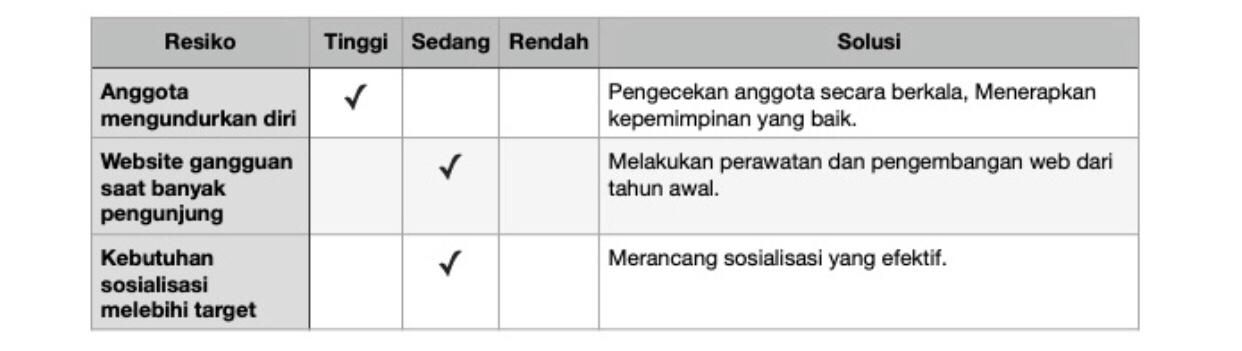 Resiko Tinggi Sedang Rendah Solusi
Anggota
mengundurkan diri
✓
Pengecekan anggota secara berkala, Menerapkan
kepemimpinan yang baik.
Website gangguan
saat banyak
pengunjung
✓
Melakukan perawatan dan pengembangan web dari
tahun awal.
Kebutuhan
sosialisasi
melebihi target
✓
Merancang sosialisasi yang efektif.